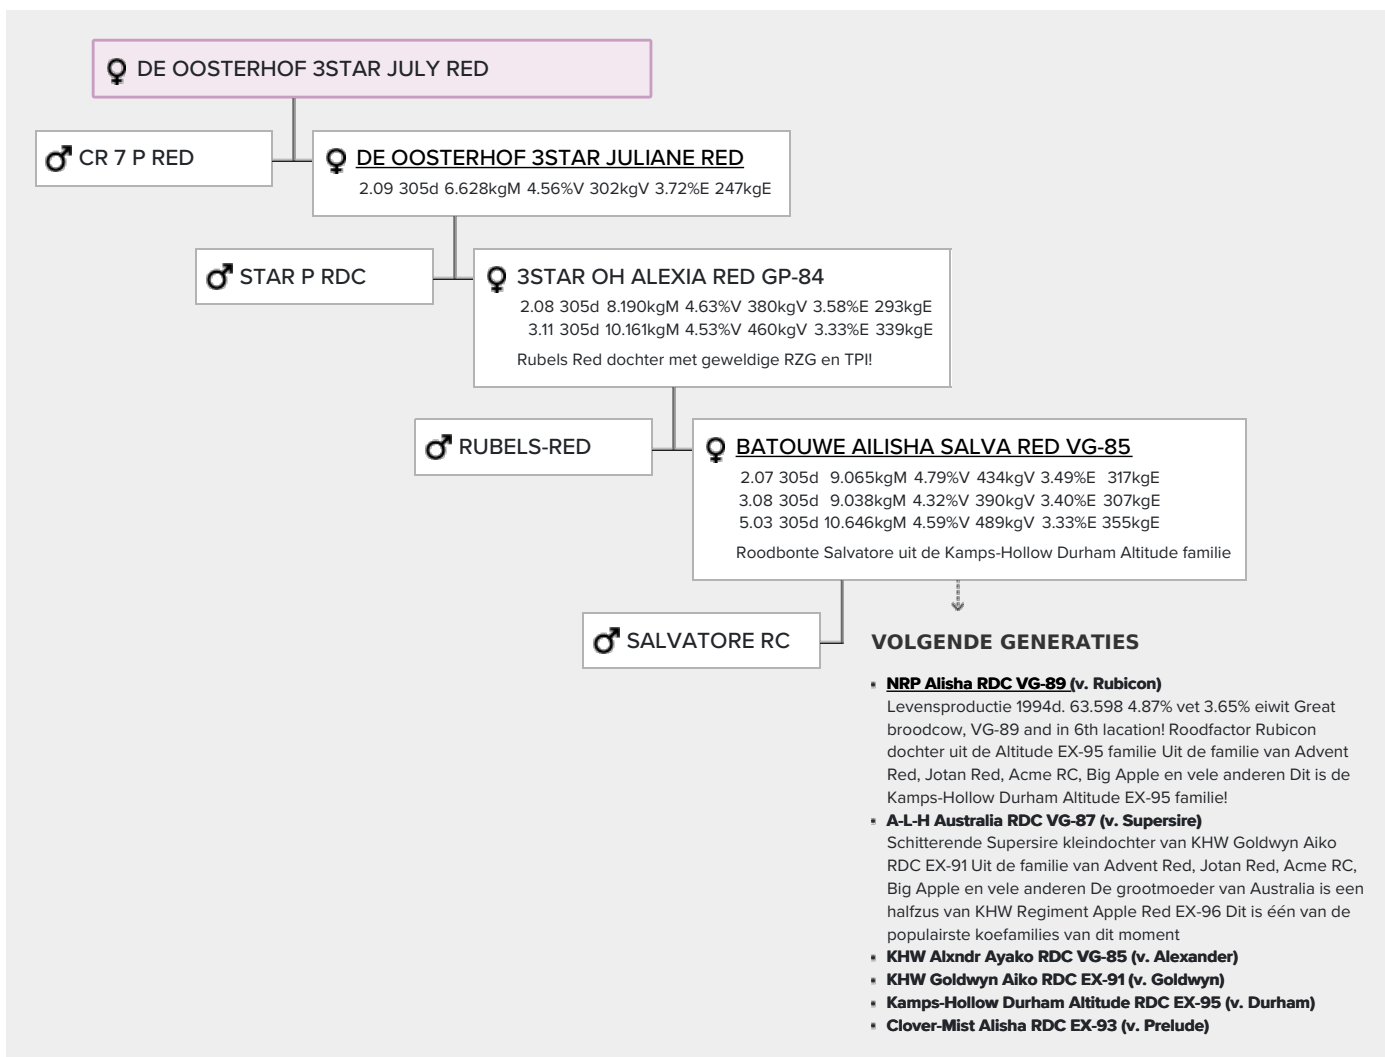 DE OOSTERHOF 3STAR JULY RED
CR 7 P RED
DE OOSTERHOF 3STAR JULIANE RED
2.09 305d 6.628kgM 4.56%V 302kgV 3.72%E 247kgE
STAR P RDC
3STAR OH ALEXIA RED GP-84
2.08 305d 8.190kgM 4.63%V 380kgV 3.58%E 293kgE
3.11 305d 10.161kgM 4.53%V 460kgV 3.33%E 339kgE
Rubels Red dochter met geweldige RZG en TPI!
RUBELS-RED
BATOUWE AILISHA SALVA RED VG-85
2.07 305d 9.065kgM 4.79%V 434kgV 3.49%E 317kgE
3.08 305d 9.038kgM 4.32%V 390kgV 3.40%E 307kgE
5.03 305d 10.646kgM 4.59%V 489kgV 3.33%E 355kgE
Roodbonte Salvatore uit de Kamps-Hollow Durham Altitude familie
SALVATORE RC
VOLGENDE GENERATIES
NRP Alisha RDC VG-89 (v. Rubicon)
Levensproductie 1994d. 63.598 4.87% vet 3.65% eiwit Great
broodcow, VG-89 and in 6th lacation! Roodfactor Rubicon
dochter uit de Altitude EX-95 familie Uit de familie van Advent
Red, Jotan Red, Acme RC, Big Apple en vele anderen Dit is de
Kamps-Hollow Durham Altitude EX-95 familie!
A-L-H Australia RDC VG-87 (v. Supersire)
Schitterende Supersire kleindochter van KHW Goldwyn Aiko
RDC EX-91 Uit de familie van Advent Red, Jotan Red, Acme RC,
Big Apple en vele anderen De grootmoeder van Australia is een
halfzus van KHW Regiment Apple Red EX-96 Dit is één van de
populairste koefamilies van dit moment
KHW Alxndr Ayako RDC VG-85 (v. Alexander)
KHW Goldwyn Aiko RDC EX-91 (v. Goldwyn)
Kamps-Hollow Durham Altitude RDC EX-95 (v. Durham)
Clover-Mist Alisha RDC EX-93 (v. Prelude)